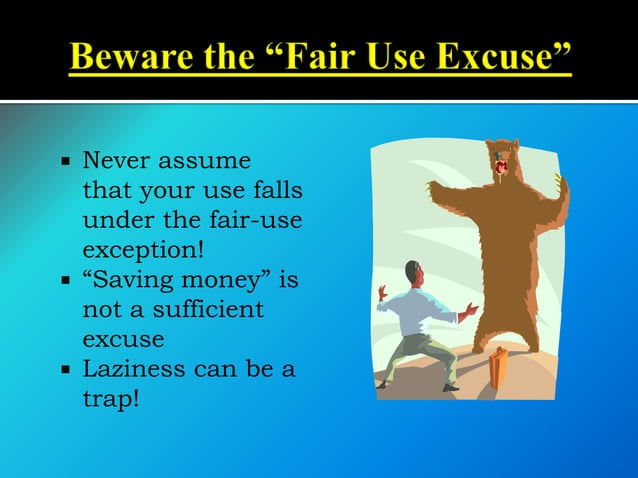 Beware the “Fair Use Excuse”
Never assume
that your use falls
under the fair-use
exception!
“Saving money” is
not a sufficient
excuse
Laziness can be a
trap!